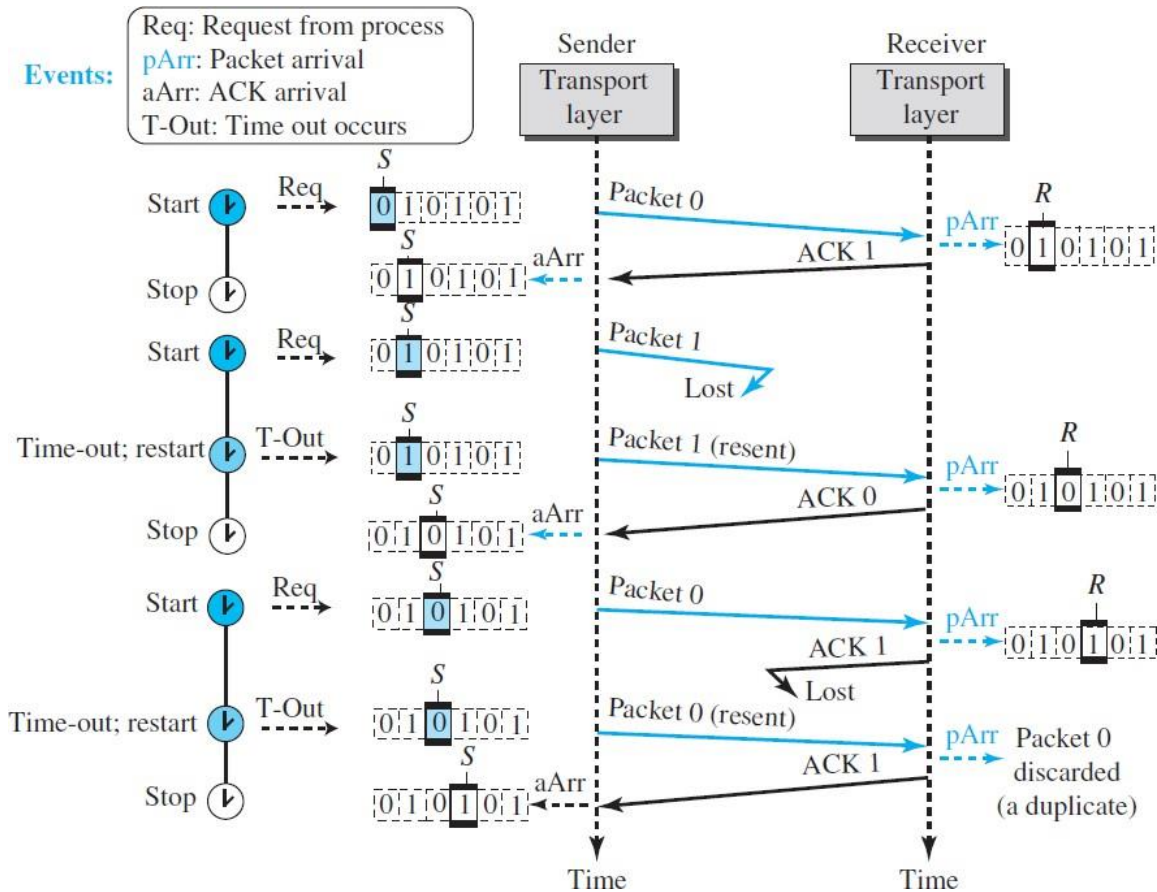 Events:
Req: Request from process
pArr: Packet arrival
aArr: ACK arrival
T-Out: Time out occurs
Sender
Transport
layer
Receiver
Transport
layer
Start
Req
S
0 1 0 1 0 1
Packet 0
pArr
R
0 1 0 1 0 1
Stop
S
0 1 0 1 0 1
aArr
ACK 1
Start
Req
S
0 1 0 1 0 1
Packet 1
Lost
Time-out; restart
T-Out
S
0 1 0 1 0 1
Packet 1 (resent)
pArr
R
0 1 0 1 0 1
Stop
S
0 1 0 1 0 1
aArr
ACK 0
Start
Req
S
0 1 0 1 0 1
Packet 0
pArr
R
0 1 0 1 0 1
ACK 1
Lost
Time-out; restart
T-Out
S
0 1 0 1 0 1
Packet 0 (resent)
pArr
Packet 0
discarded
(a duplicate)
Stop
S
0 1 0 1 0 1
aArr
ACK 1
Time
Time